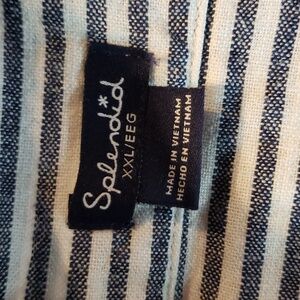 Splendid
XXL/EEG
MADE IN VIETNAM
HECHO EN VIETNAM